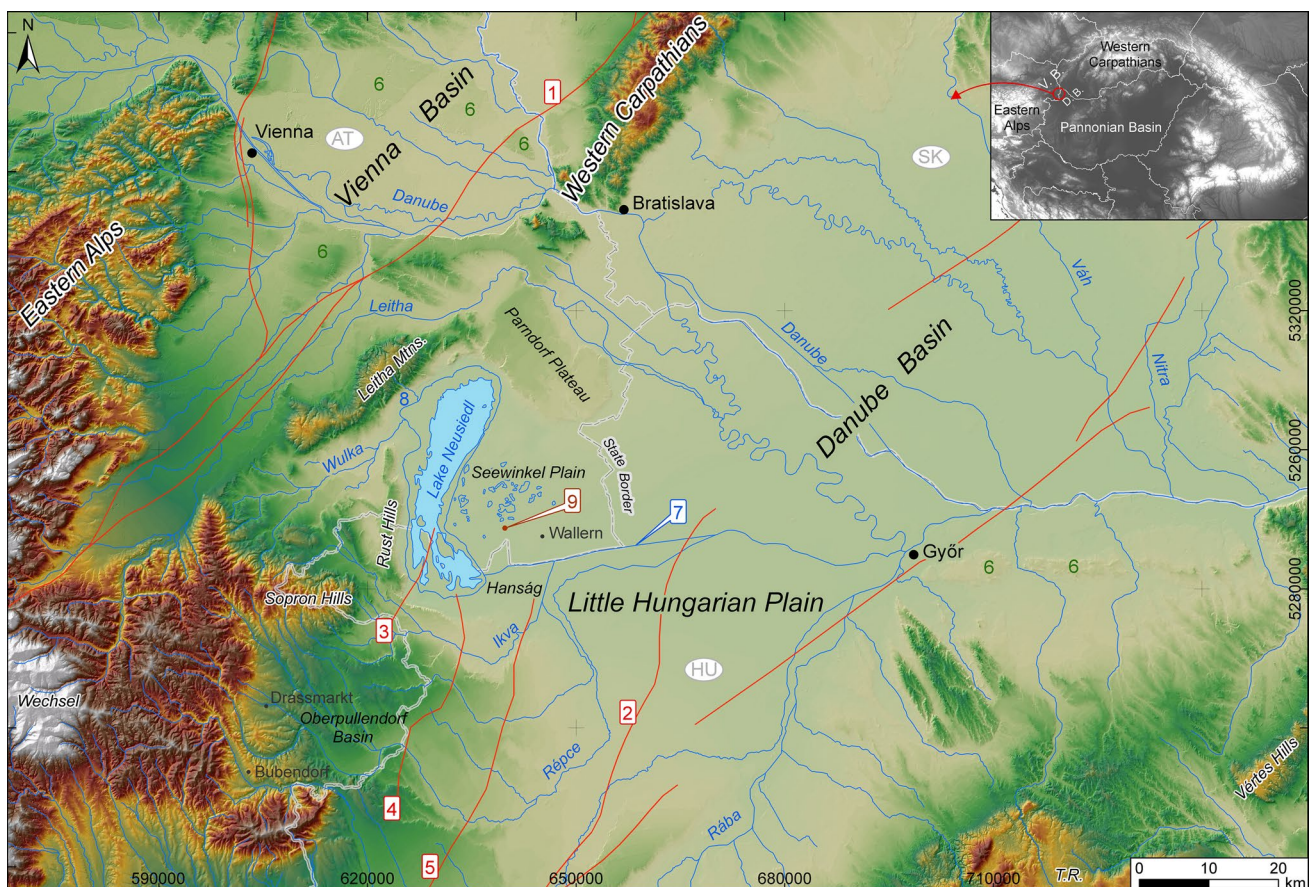 N
Western
Carpathians
V. B.
D. B.
Eastern
Alps
Pannonian Basin
6
Vienna
Basin
1
Western Carpathians
6
6
Vienna
AT
SK
Danube
Bratislava
Eastern Alps
6
Leitha
Váh
5320000
Parndorf Plateau
Danube
Danube Basin
Nitra
Leitha Mtns.
8
Lake Neusiedl
Wulka
State Border
5260000
Seewinkel Plain
9
7
Rust Hills
Wallern
Győr
6
6
Hanság
Sopron Hills
Little Hungarian Plain
5280000
3
Ikva
HU
Wechsel
Drassmarkt
Oberpullendorf
Basin
2
Bubendorf
Répce
Vértes Hills
4
Rába
5
590000
620000
650000
680000
710000
T.R.
0 10 20
km